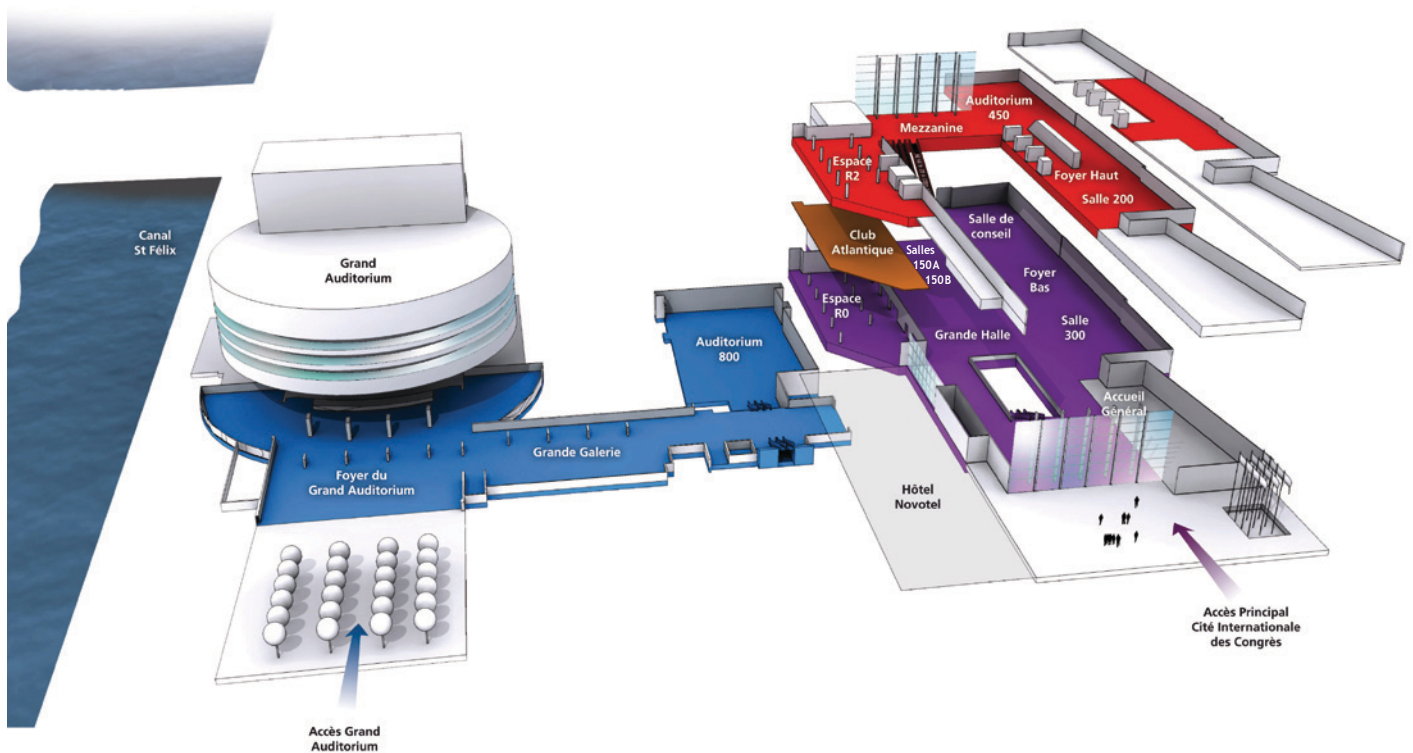 Auditorium
450
Mezzanine
Espace
R2
Foyer Haut
Salle 200
Canal
St Félix
Grand
Auditorium
Club
Atlantique
Salles
150A
150B
Salle de
conseil
Foyer
Bas
Espace
R0
Grande Halle
Salle
300
Auditorium
800
Accueil
Général
Grande Galerie
Foyer du
Grand Auditorium
Hôtel
Novotel
Accès Principal
Cité Internationale
des Congrès
Accès Grand
Auditorium